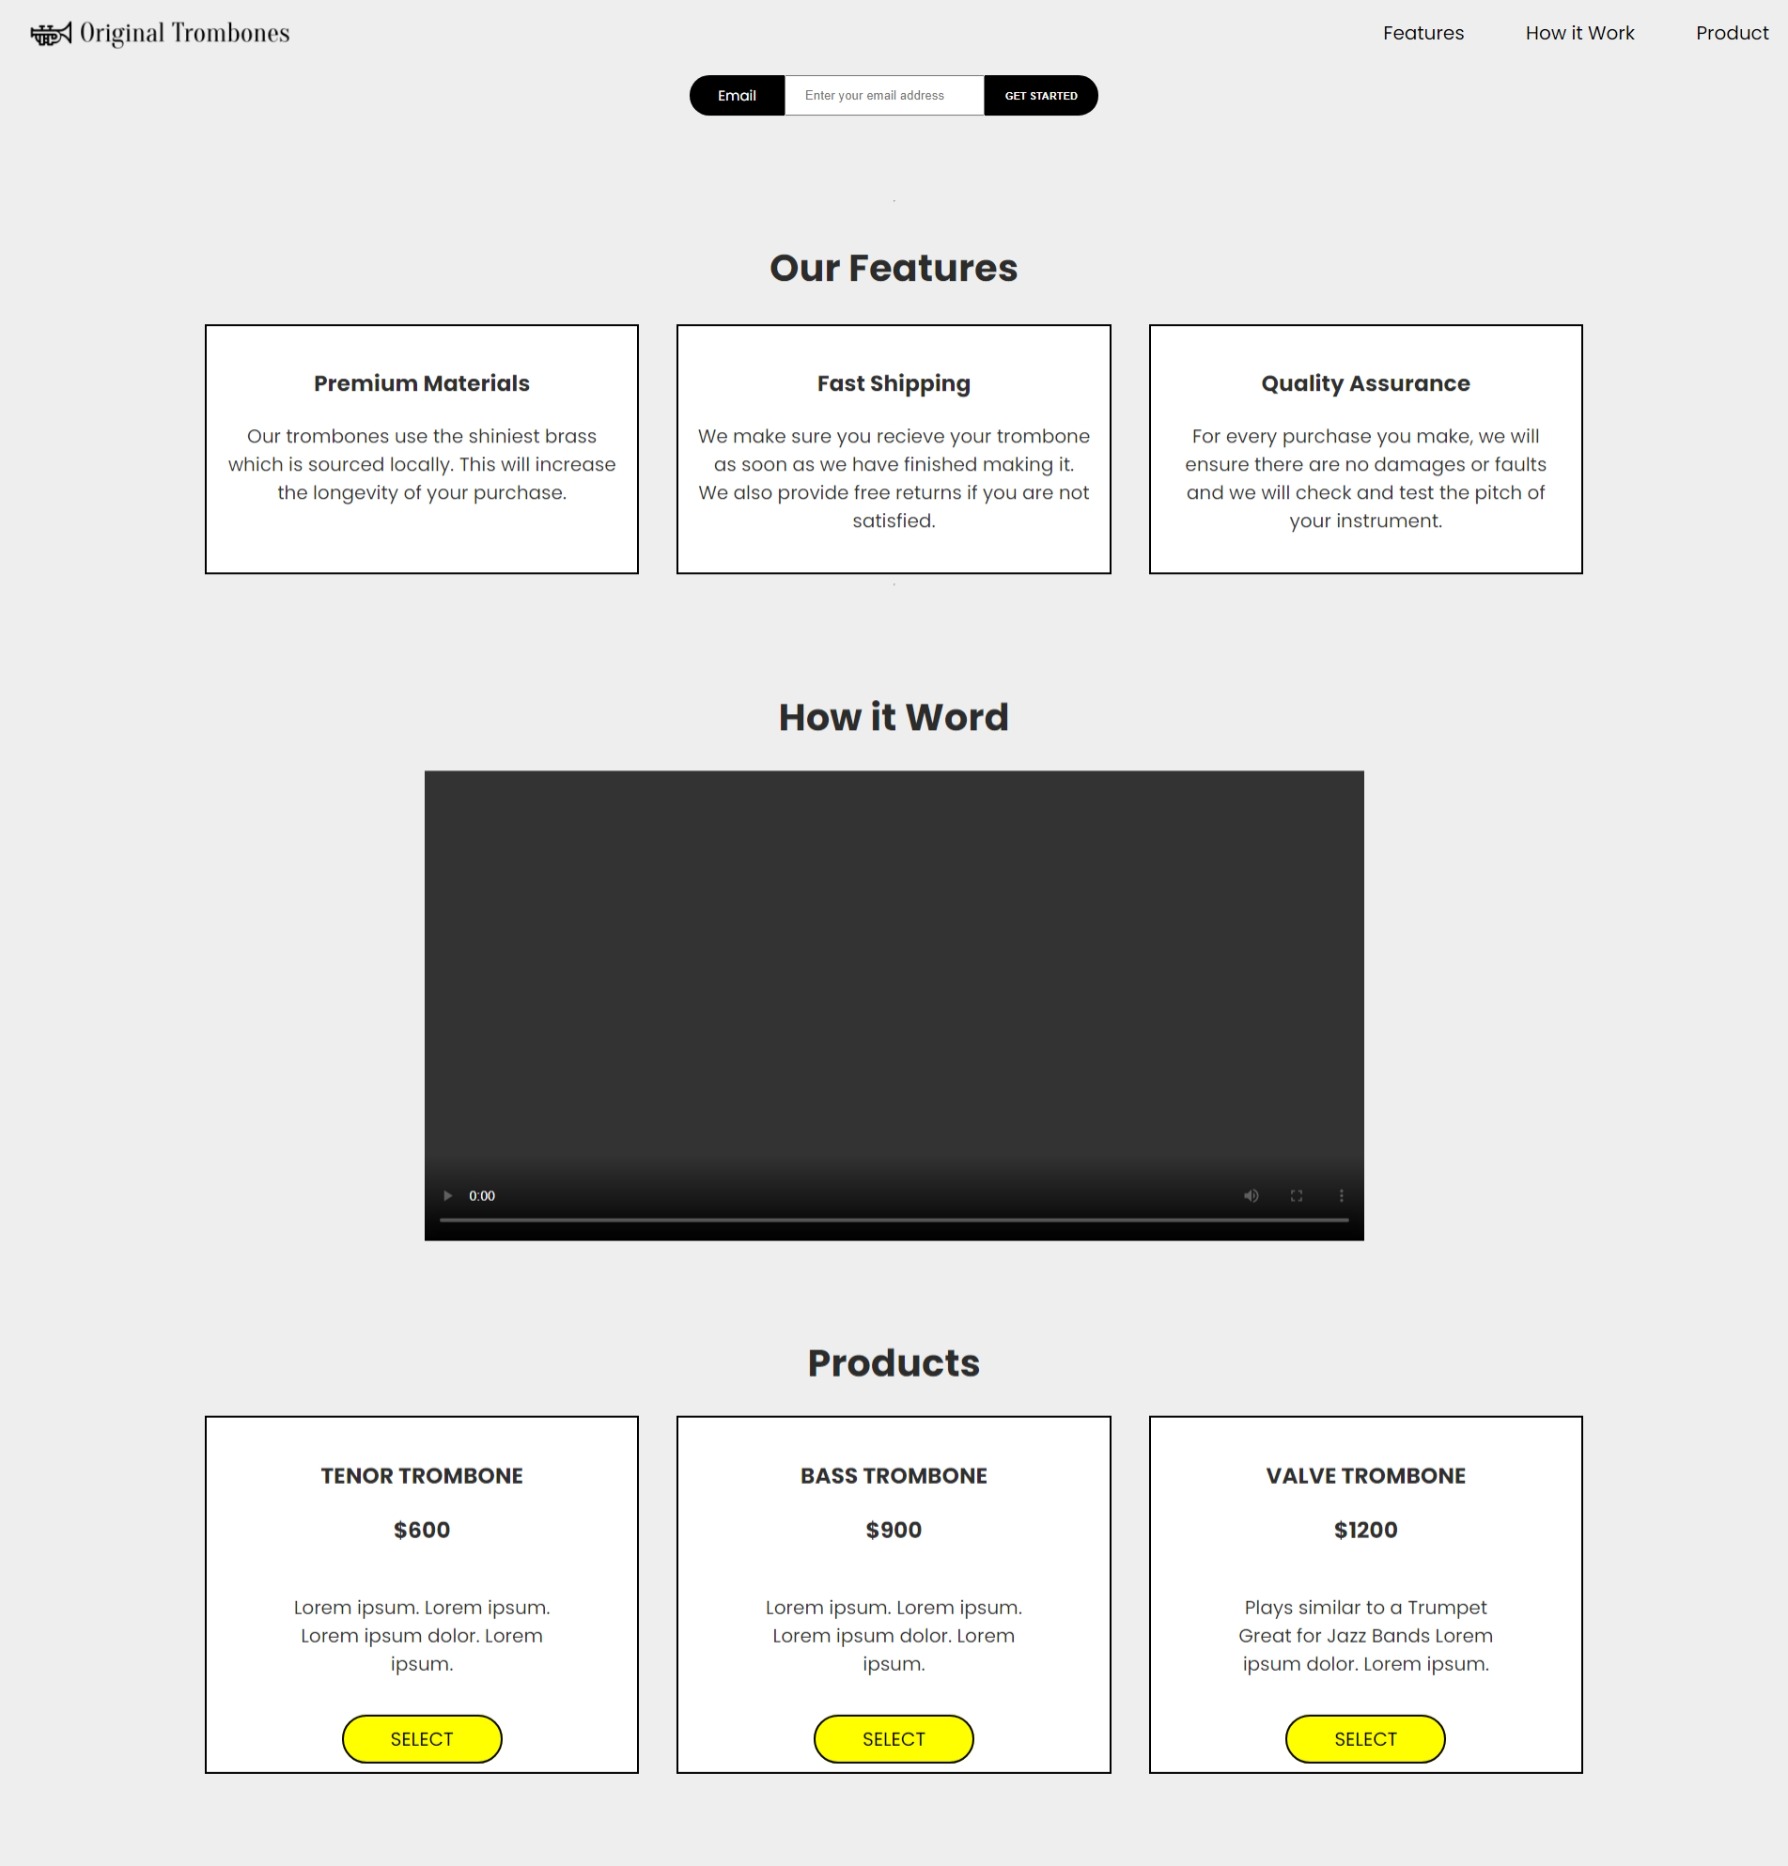 Original Trombones
Features
How it Work
Product
Email
Enter your email address
GET STARTED
Our Features
Premium Materials
Our trombones use the shiniest brass
which is sourced locally. This will increase
the longevity of your purchase.
Fast Shipping
We make sure you recieve your trombone
as soon as we have finished making it.
We also provide free returns if you are not
satisfied.
Quality Assurance
For every purchase you make, we will
ensure there are no damages or faults
and we will check and test the pitch of
your instrument.
How it Word
0:00
Products
TENOR TROMBONE
$600
Lorem ipsum. Lorem ipsum.
Lorem ipsum dolor. Lorem
ipsum.
SELECT
BASS TROMBONE
$900
Lorem ipsum. Lorem ipsum.
Lorem ipsum dolor. Lorem
ipsum.
SELECT
VALVE TROMBONE
$1200
Plays similar to a Trumpet
Great for Jazz Bands Lorem
ipsum dolor. Lorem ipsum.
SELECT